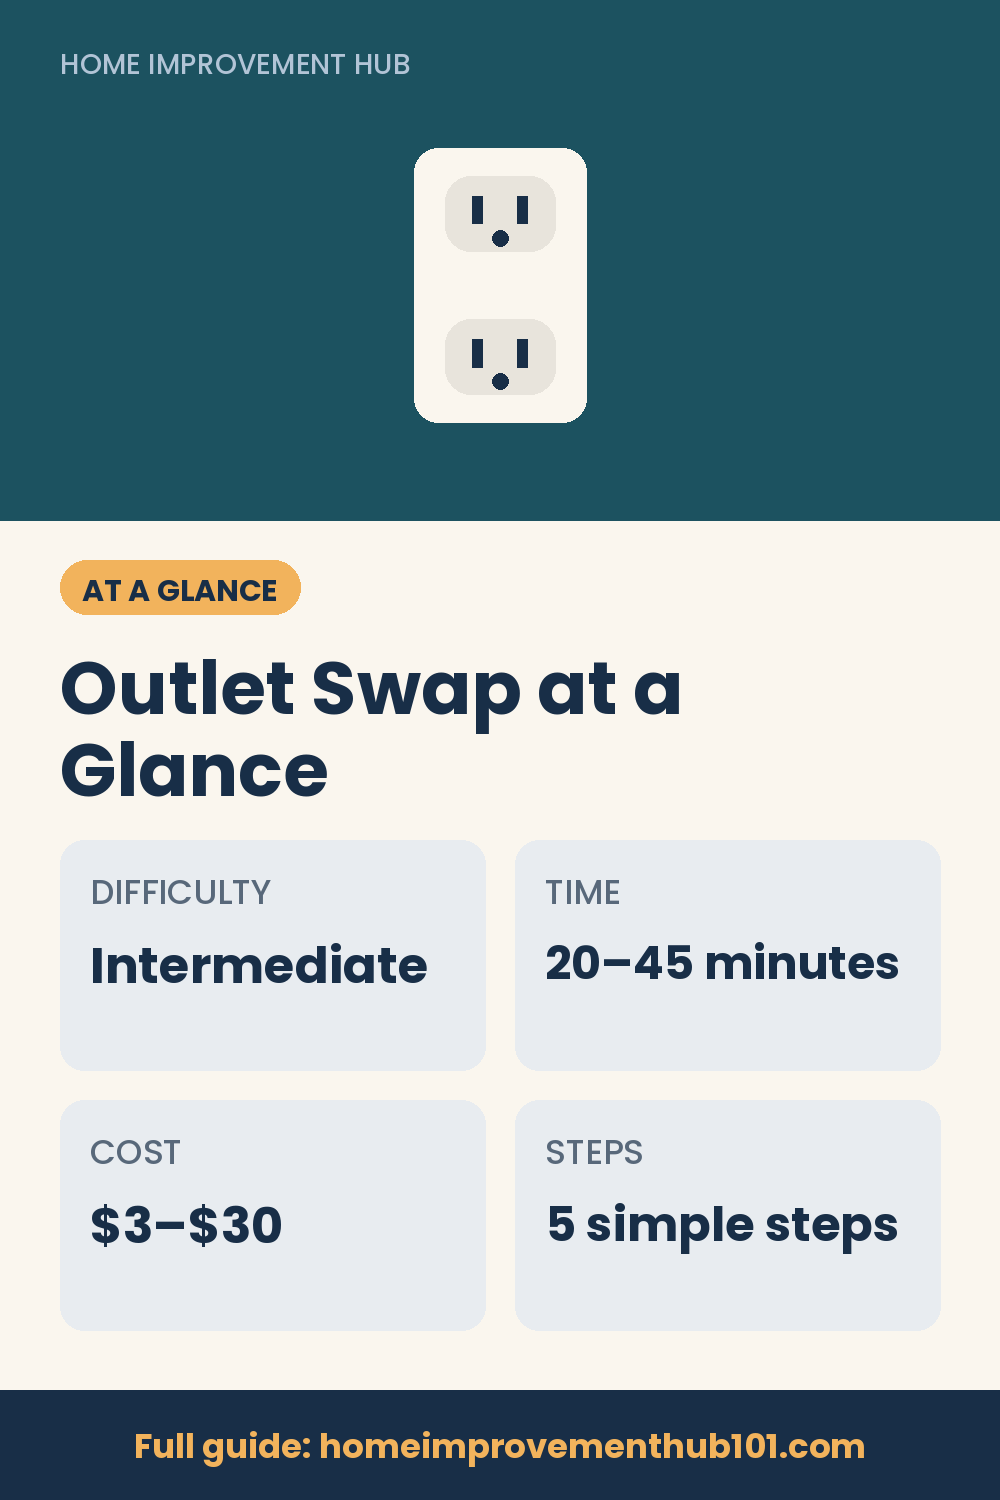 HOME IMPROVEMENT HUB
AT A GLANCE
Outlet Swap at a
Glance
DIFFICULTY
Intermediate
TIME
20–45 minutes
COST
$3–$30
STEPS
5 simple steps
Full guide: homeimprovementhub101.com